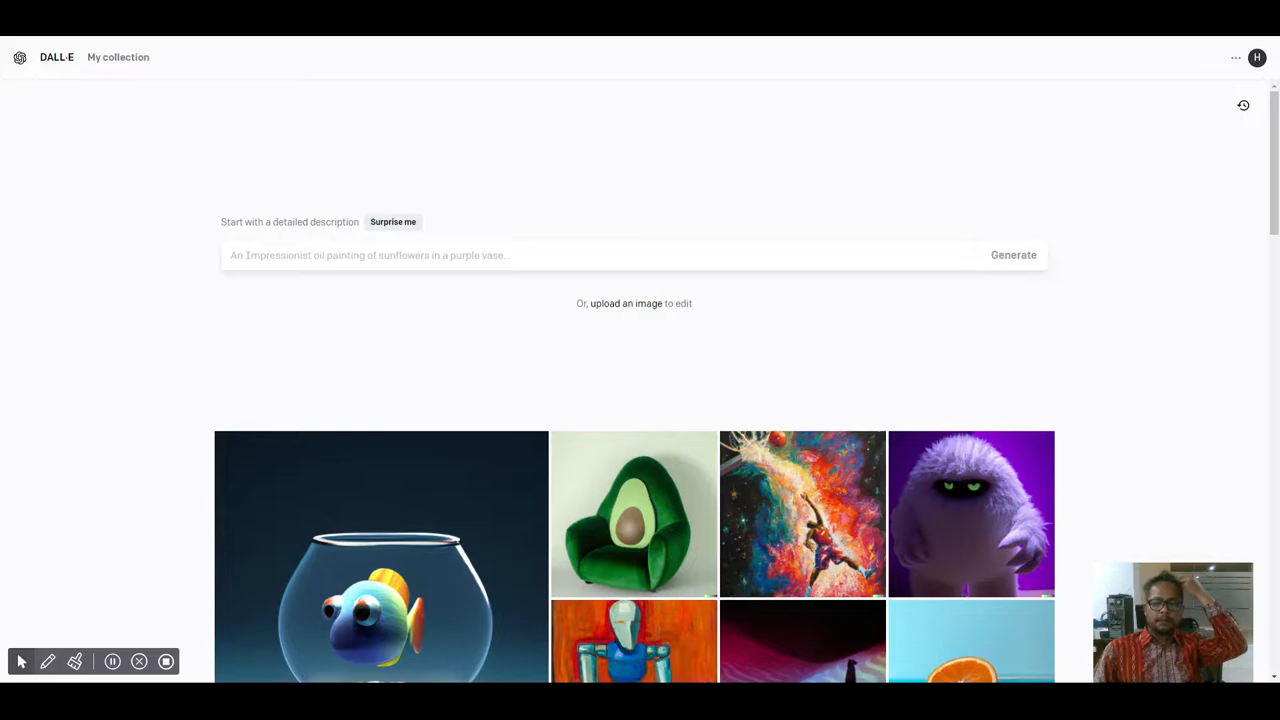 DALL·E My collection
H
Start with a detailed description Surprise me
An Impressionist oil painting of sunflowers in a purple vase…
Generate
Or, upload an image to edit